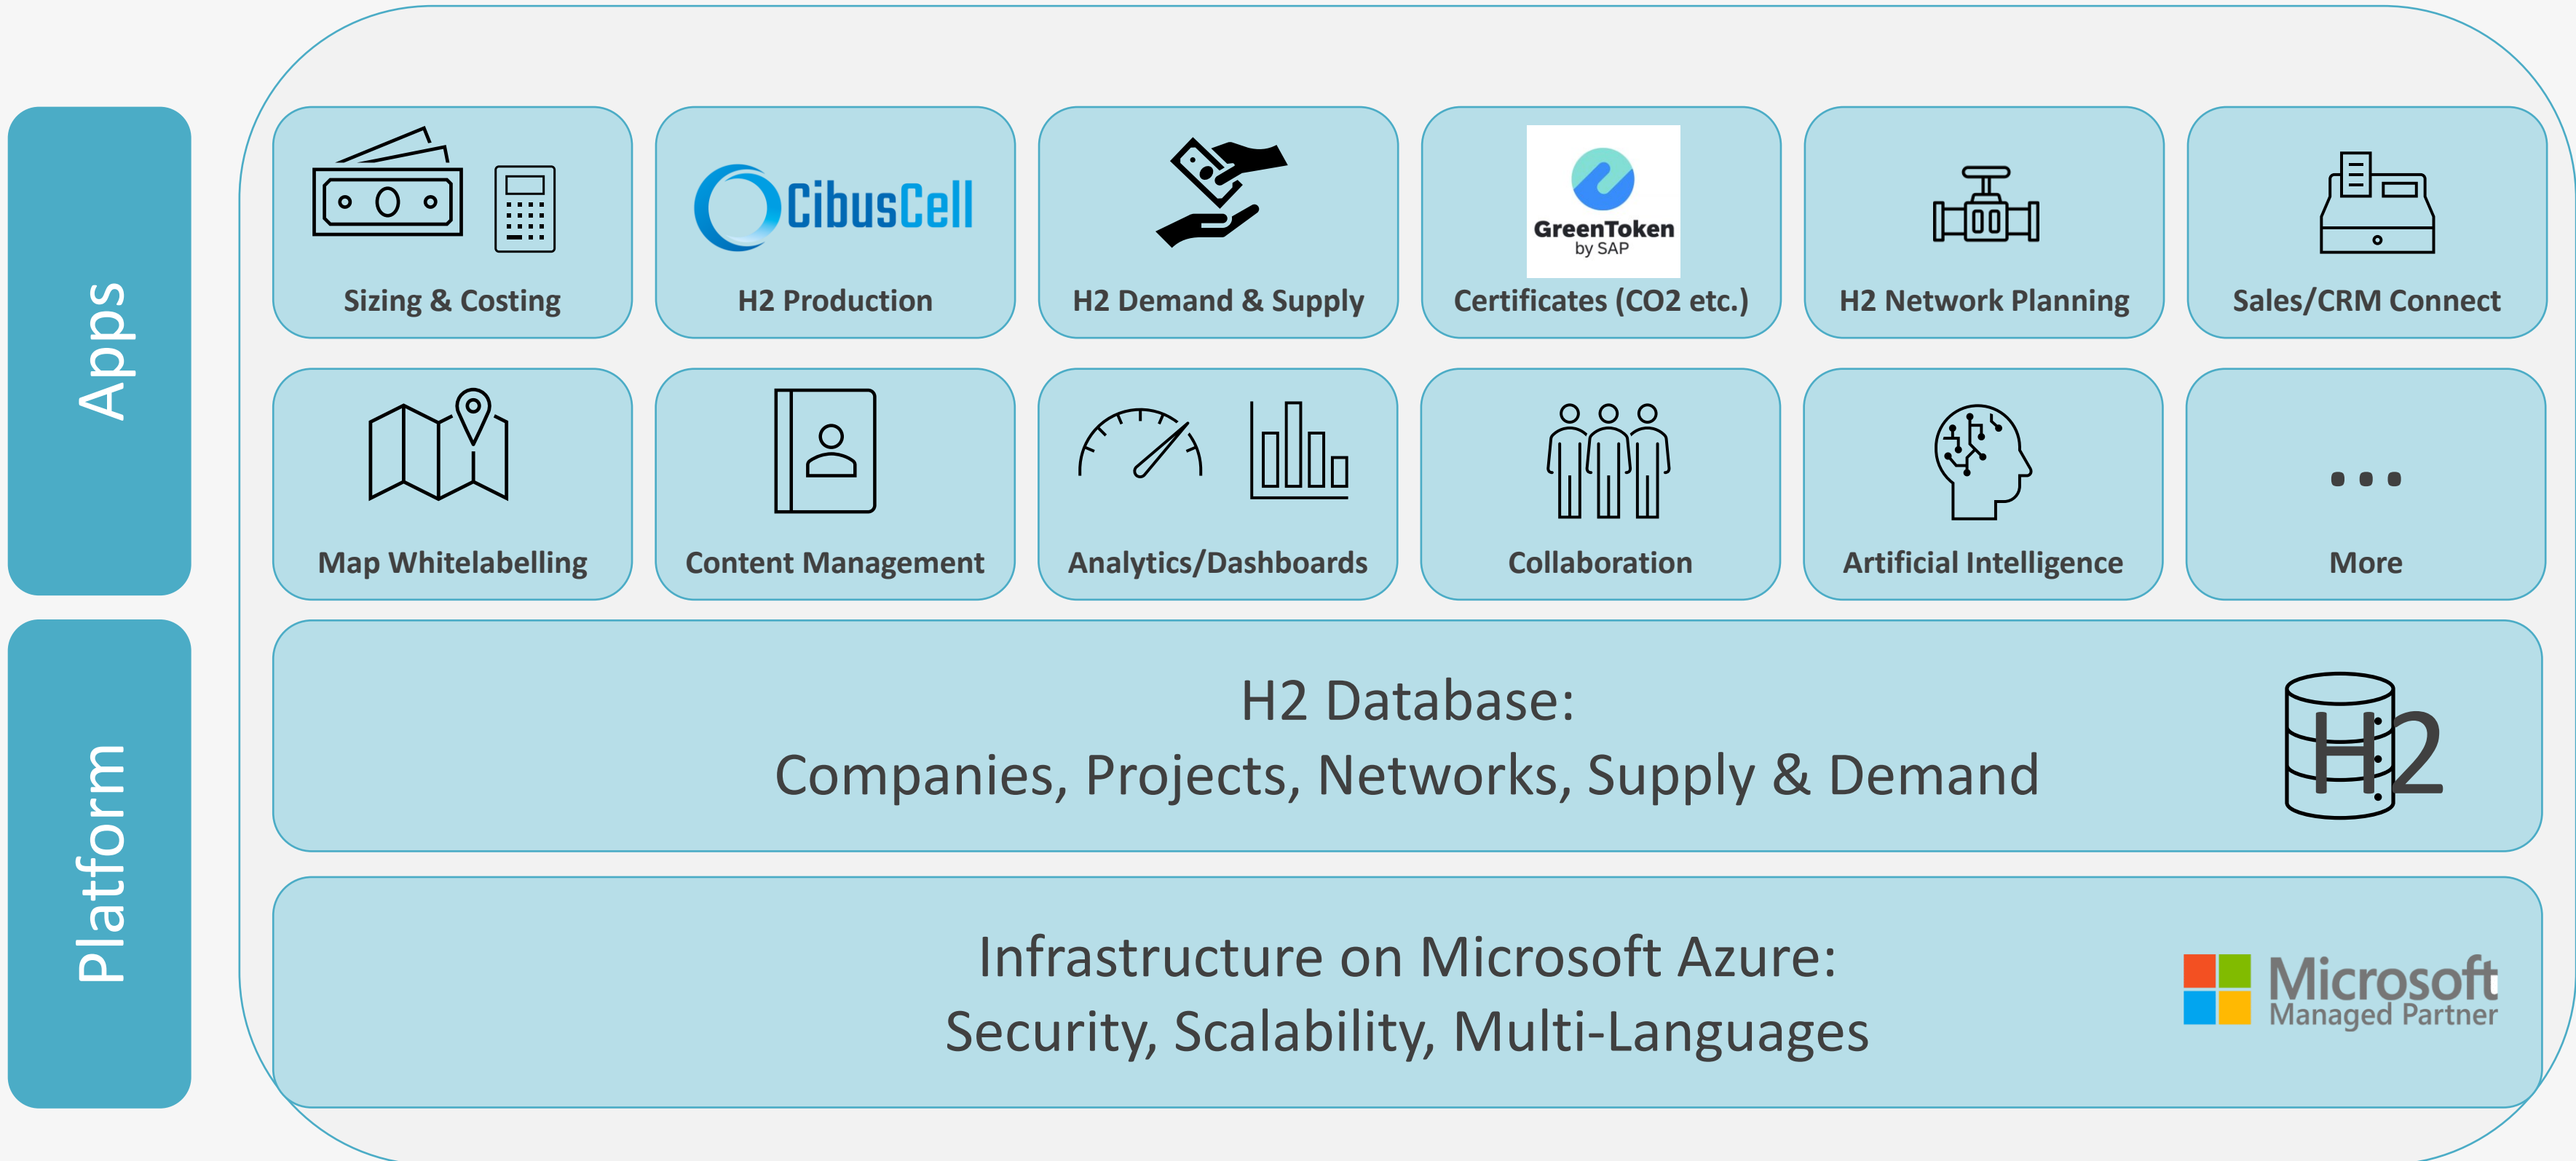 Apps
CibusCell
GreenToken
by SAP
Sizing & Costing
H2 Production
H2 Demand & Supply
Certificates (CO2 etc.)
H2 Network Planning
Sales/CRM Connect
...
Map Whitelabelling
Content Management
Analytics/Dashboards
Collaboration
Artificial Intelligence
More
Platform
H2 Database:
Companies, Projects, Networks, Supply & Demand
H2
Infrastructure on Microsoft Azure:
Security, Scalability, Multi-Languages
Microsoft
Managed Partner